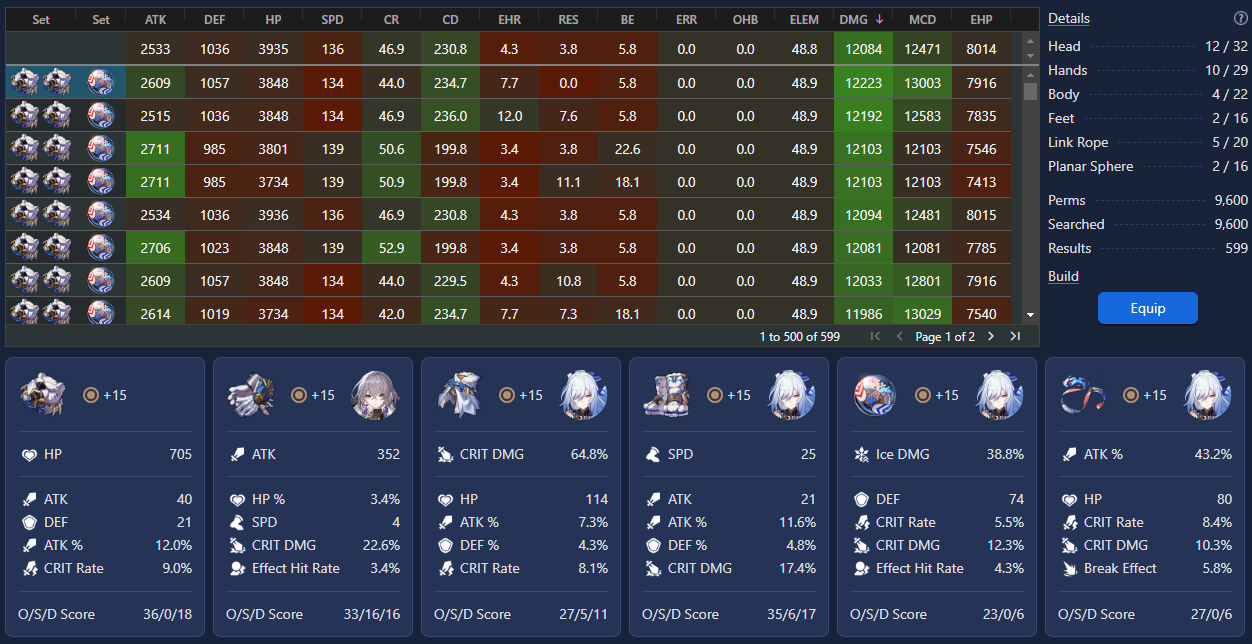 Set Set ATK DEF HP SPD CR CD EHR RES BE ERR OHB ELEM DMG MCD EHP
2533 1036 3935 136 46.9 230.8 4.3 3.8 5.8 0.0 0.0 48.8 12084 12471 8014
2609 1057 3848 134 44.0 234.7 7.7 0.0 5.8 0.0 0.0 48.9 12223 13003 7916
2515 1036 3848 134 46.9 236.0 12.0 7.6 5.8 0.0 0.0 48.9 12192 12583 7835
2711 985 3801 139 50.6 199.8 3.4 3.8 22.6 0.0 0.0 48.9 12103 12103 7546
2711 985 3734 139 50.9 199.8 3.4 11.1 18.1 0.0 0.0 48.9 12103 12103 7413
2534 1036 3936 136 46.9 230.8 4.3 3.8 5.8 0.0 0.0 48.9 12094 12481 8015
2706 1023 3848 139 52.9 199.8 3.4 3.8 5.8 0.0 0.0 48.9 12081 12081 7785
2609 1057 3848 134 44.0 229.5 4.3 10.8 5.8 0.0 0.0 48.9 12033 12801 7916
2614 1019 3734 134 42.0 234.7 7.7 7.3 18.1 0.0 0.0 48.9 11986 13029 7540
1 to 500 of 599 Page 1 of 2
Details ?
Head 12 / 32
Hands 10 / 29
Body 4 / 22
Feet 2 / 16
Link Rope 5 / 20
Planar Sphere 2 / 16
Perms 9,600
Searched 9,600
Results 599
Build
Equip
+15
HP 705
ATK 40
DEF 21
ATK % 12.0%
CRIT Rate 9.0%
O/S/D Score 36/0/18
+15
ATK 352
HP % 3.4%
SPD 4
CRIT DMG 22.6%
Effect Hit Rate 3.4%
O/S/D Score 33/16/16
+15
CRIT DMG 64.8%
HP 114
ATK % 7.3%
DEF % 4.3%
CRIT Rate 8.1%
O/S/D Score 27/5/11
+15
SPD 25
ATK 21
ATK % 11.6%
DEF % 4.8%
CRIT DMG 17.4%
O/S/D Score 35/6/17
+15
Ice DMG 38.8%
DEF 74
CRIT Rate 5.5%
CRIT DMG 12.3%
Effect Hit Rate 4.3%
O/S/D Score 23/0/6
+15
ATK % 43.2%
HP 80
CRIT Rate 8.4%
CRIT DMG 10.3%
Break Effect 5.8%
O/S/D Score 27/0/6